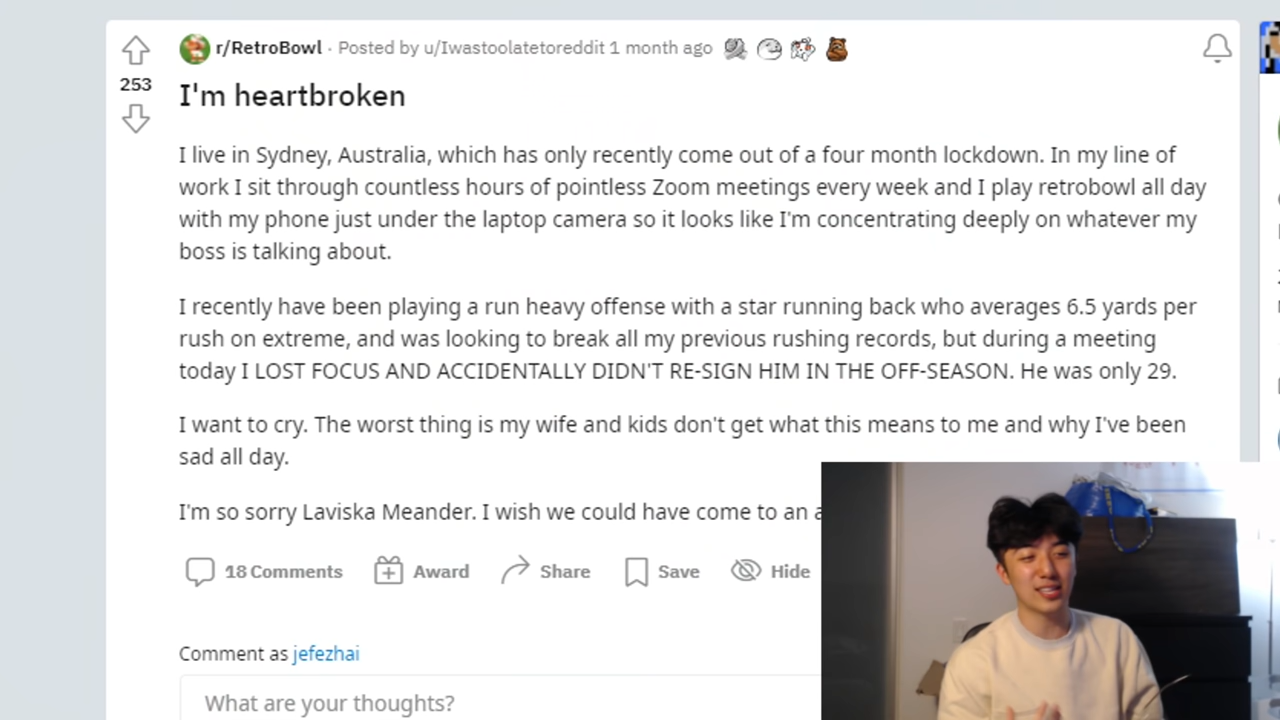 r/RetroBowl · Posted by u/Iwastoolatetoreddit 1 month ago
253
I'm heartbroken
I live in Sydney, Australia, which has only recently come out of a four month lockdown. In my line of
work I sit through countless hours of pointless Zoom meetings every week and I play retrobowl all day
with my phone just under the laptop camera so it looks like I'm concentrating deeply on whatever my
boss is talking about.
I recently have been playing a run heavy offense with a star running back who averages 6.5 yards per
rush on extreme, and was looking to break all my previous rushing records, but during a meeting
today I LOST FOCUS AND ACCIDENTALLY DIDN'T RE-SIGN HIM IN THE OFF-SEASON. He was only 29.
I want to cry. The worst thing is my wife and kids don't get what this means to me and why I've been
sad all day.
I'm so sorry Laviska Meander. I wish we could have come to an
18 Comments Award Share Save Hide
Comment as jefezhai
What are your thoughts?